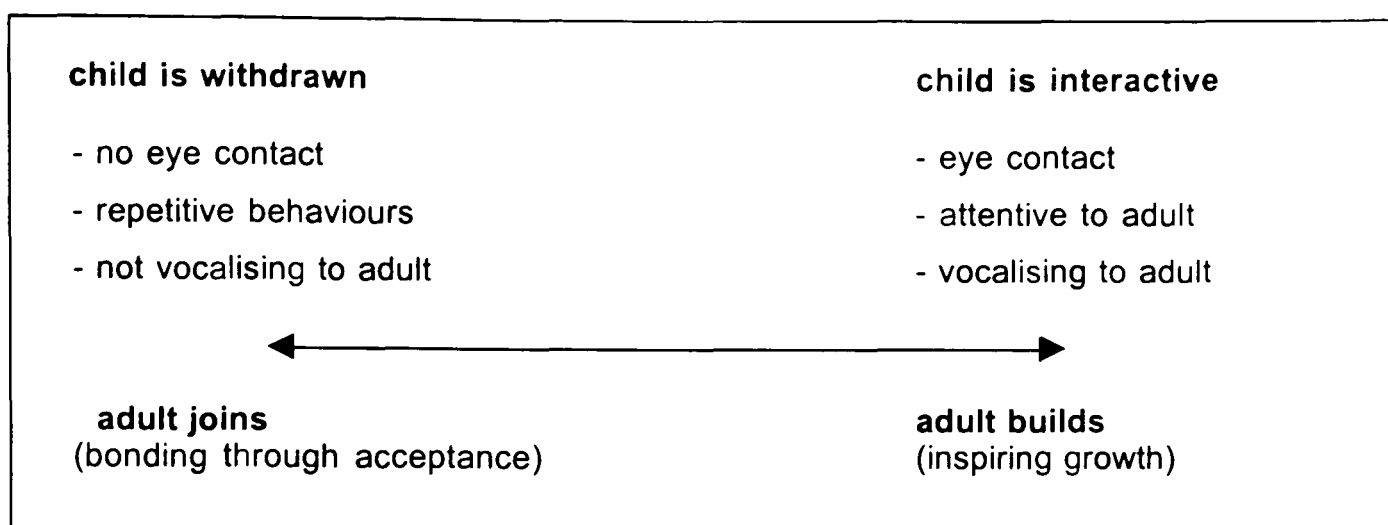 child is withdrawn
- no eye contact
- repetitive behaviours
- not vocalising to adult
child is interactive
- eye contact
- attentive to adult
- vocalising to adult
adult joins
(bonding through acceptance)
adult builds
(inspiring growth)